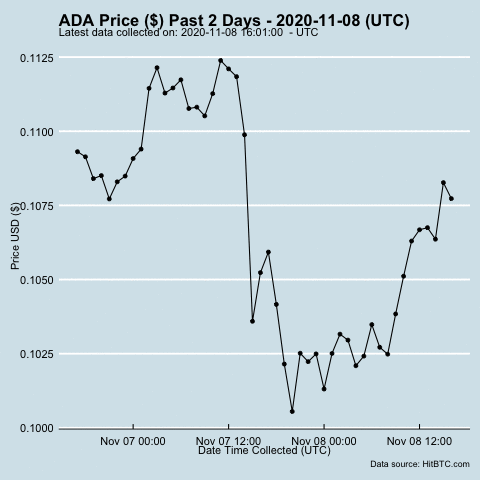 ADA Price ($) Past 2 Days - 2020-11-08 (UTC)
Latest data collected on: 2020-11-08 16:01:00  - UTC
0.1125
0.1100
0.1075
0.1050
0.1025
0.1000
Price USD ($)
Nov 07 00:00 Nov 07 12:00 Nov 08 00:00 Nov 08 12:00
Date Time Collected (UTC)
Data source: HitBTC.com